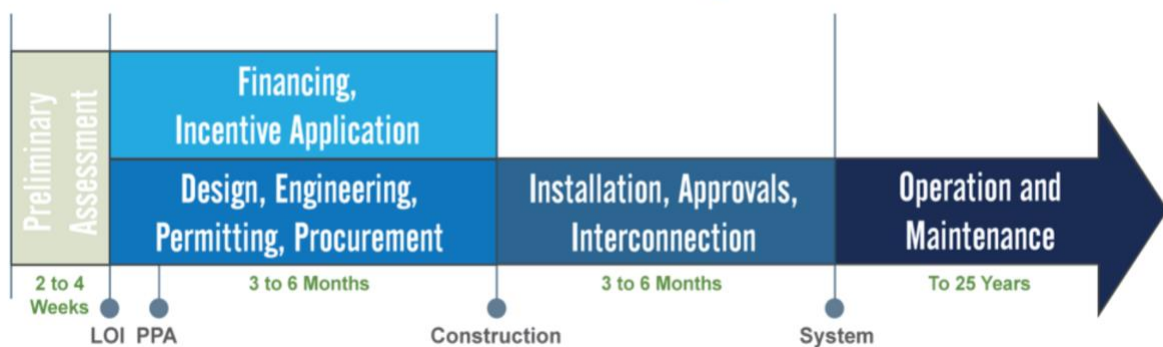 Preliminary
Assessment
Financing,
Incentive Application
Design, Engineering,
Permitting, Procurement
Installation, Approvals,
Interconnection
Operation and
Maintenance
2 to 4
Weeks
3 to 6 Months
3 to 6 Months
To 25 Years
LOI
PPA
Construction
System